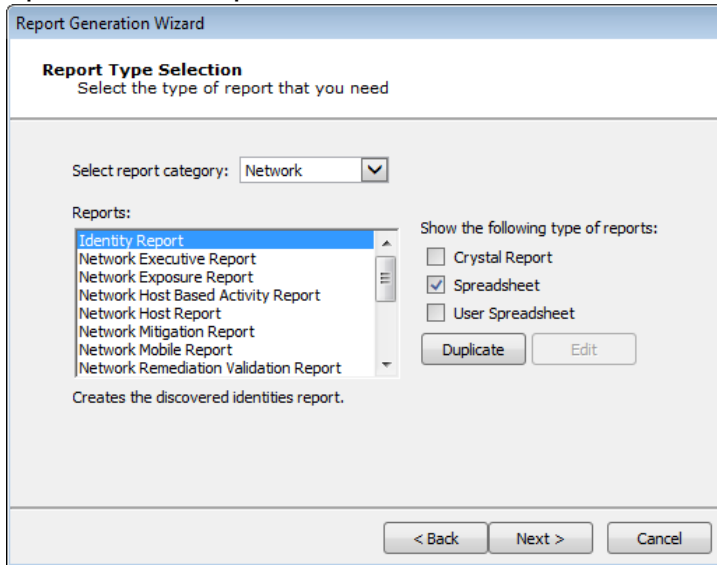 Report Generation Wizard
Report Type Selection
Select the type of report that you need
Select report category: Network
Reports:
Identity Report
Network Executive Report
Network Exposure Report
Network Host Based Activity Report
Network Host Report
Network Mitigation Report
Network Mobile Report
Network Remediation Validation Report
Creates the discovered identities report.
Show the following type of reports:
Crystal Report
Spreadsheet
User Spreadsheet
Duplicate Edit
< Back Next > Cancel